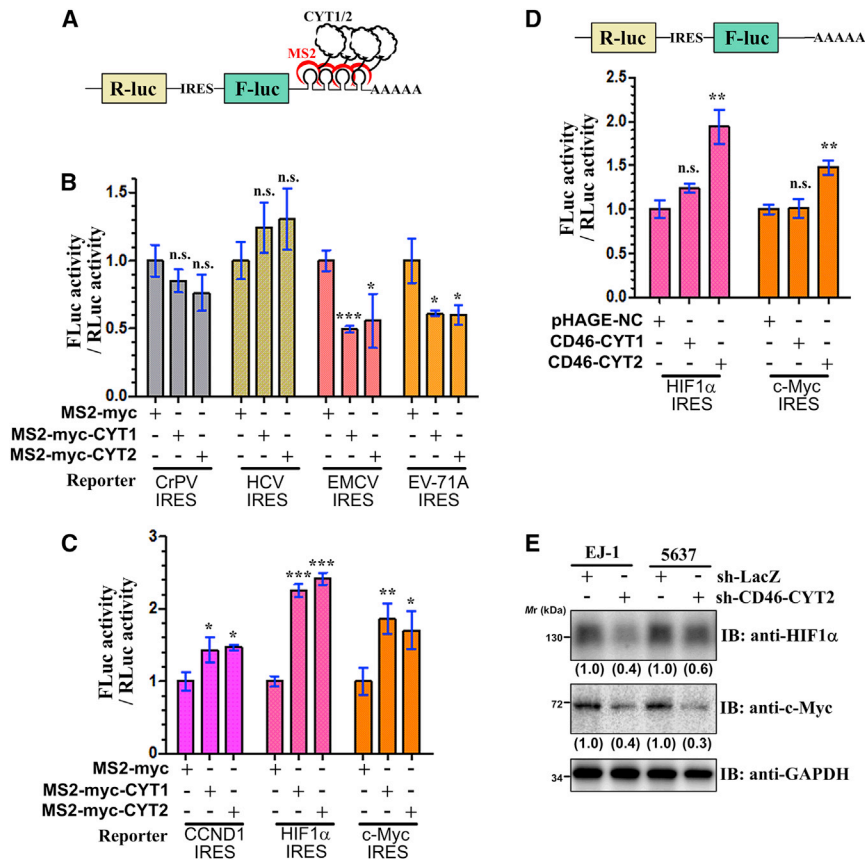 A
CYT1/2
MS2
R-luc IRES F-luc AAAAA
B
FLuc activity
/ RLuc activity
1.5
1.0
0.5
0.0
n.s. n.s. n.s. n.s. *** * * *
MS2-myc + - - + - - + - - + - -
MS2-myc-CYT1 - + - - + - - + - - + -
MS2-myc-CYT2 - - + - - + - - + - - +
Reporter
CrPV IRES
HCV IRES
EMCV IRES
EV-71A IRES
C
FLuc activity
/ RLuc activity
3
2
1
0
* * *** *** ** *
MS2-myc + - - + - - + - -
MS2-myc-CYT1 - + - - + - - + -
MS2-myc-CYT2 - - + - - + - - +
Reporter
CCND1 IRES
HIF1α IRES
c-Myc IRES
D
R-luc IRES F-luc AAAAA
FLuc activity
/ RLuc activity
2.5
2.0
1.5
1.0
0.5
0.0
n.s. ** n.s. **
pHAGE-NC + - - + - -
CD46-CYT1 - + - - + -
CD46-CYT2 - - + - - +
HIF1α IRES
c-Myc IRES
E
EJ-1 5637
+ - + - sh-LacZ
- + - + sh-CD46-CYT2
Mr (kDa)
130 IB: anti-HIF1α
(1.0) (0.4) (1.0) (0.6)
72 IB: anti-c-Myc
(1.0) (0.4) (1.0) (0.3)
34 IB: anti-GAPDH